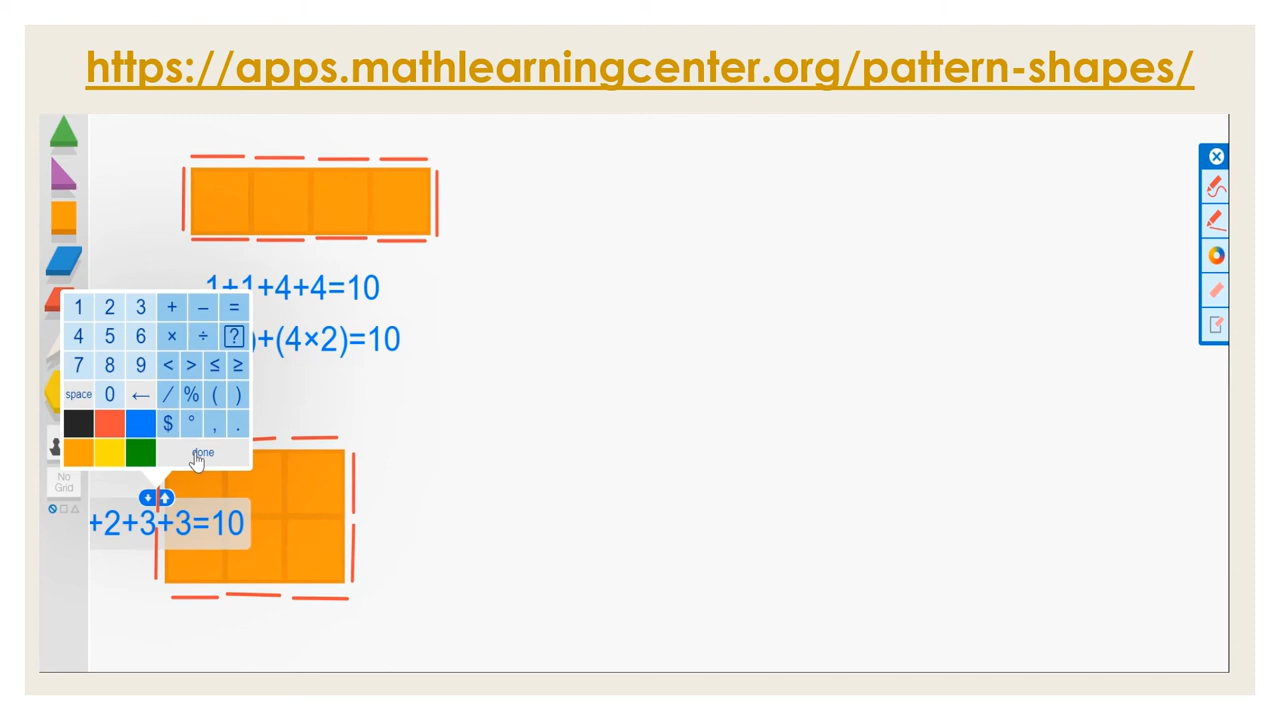 https://apps.mathlearningcenter.org/pattern-shapes/
1+1+4+4=10
)+(4×2)=10
1 2 3 + – =
4 5 6 × ÷ ?
7 8 9 < > ≤ ≥
space 0 ← / % ( )
$ ° , .
done
No
Grid
+2+3+3=10